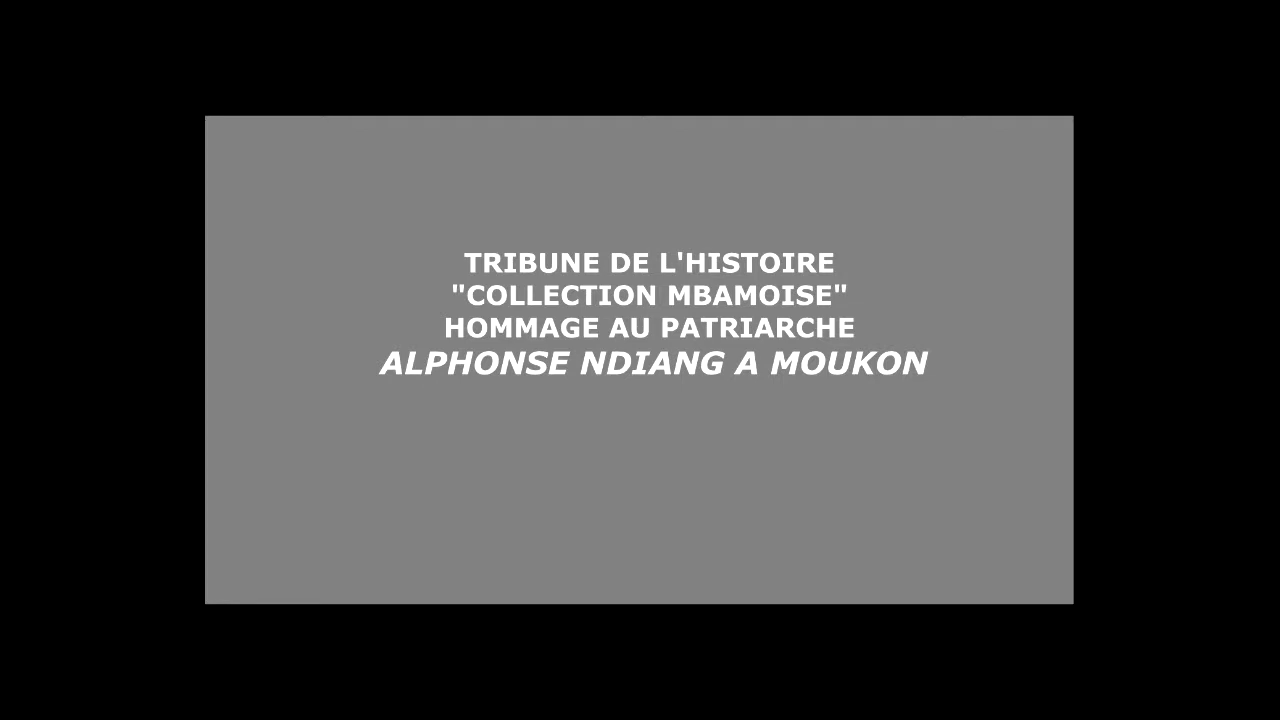 TRIBUNE DE L'HISTOIRE
"COLLECTION MBAMOISE"
HOMMAGE AU PATRIARCHE
ALPHONSE NDIANG A MOUKON